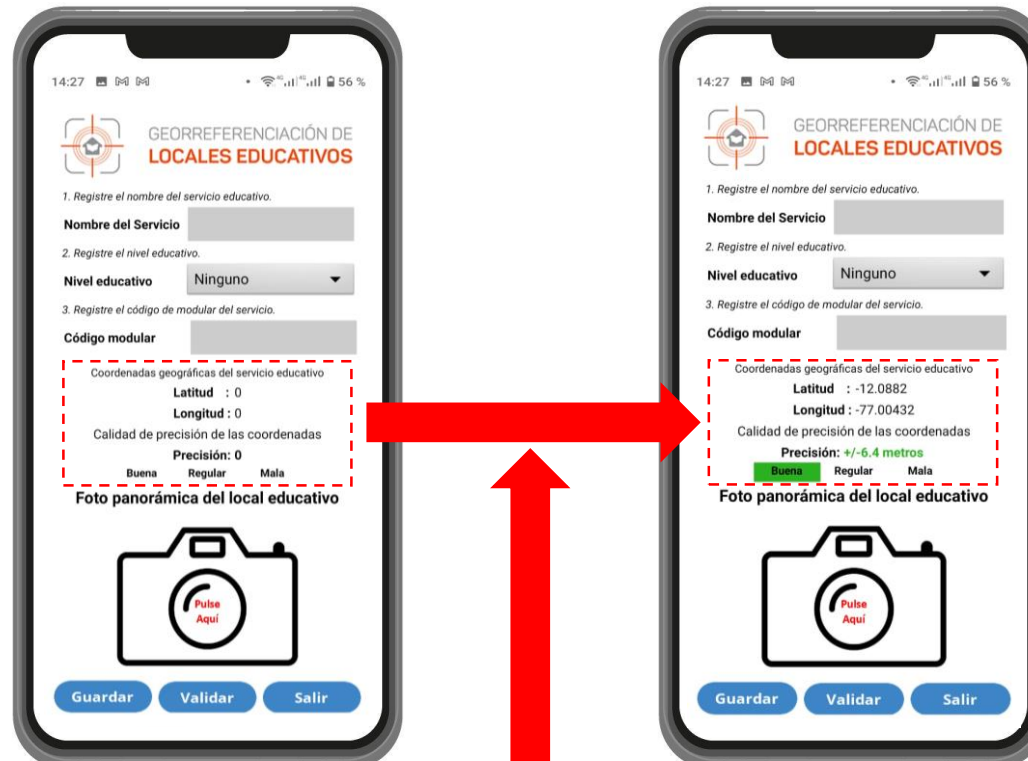 14:27 56 %
GEORREFERENCIACIÓN DE
LOCALES EDUCATIVOS
1. Registre el nombre del servicio educativo.
Nombre del Servicio
2. Registre el nivel educativo.
Nivel educativo Ninguno
3. Registre el código de modular del servicio.
Código modular
Coordenadas geográficas del servicio educativo
Latitud : 0
Longitud : 0
Calidad de precisión de las coordenadas
Precisión: 0
Buena Regular Mala
Foto panorámica del local educativo
Pulse
Aquí
Guardar Validar Salir
14:27 56 %
GEORREFERENCIACIÓN DE
LOCALES EDUCATIVOS
1. Registre el nombre del servicio educativo.
Nombre del Servicio
2. Registre el nivel educativo.
Nivel educativo Ninguno
3. Registre el código de modular del servicio.
Código modular
Coordenadas geográficas del servicio educativo
Latitud : -12.0882
Longitud : -77.00432
Calidad de precisión de las coordenadas
Precisión: +/-6.4 metros
Buena Regular Mala
Foto panorámica del local educativo
Pulse
Aquí
Guardar Validar Salir